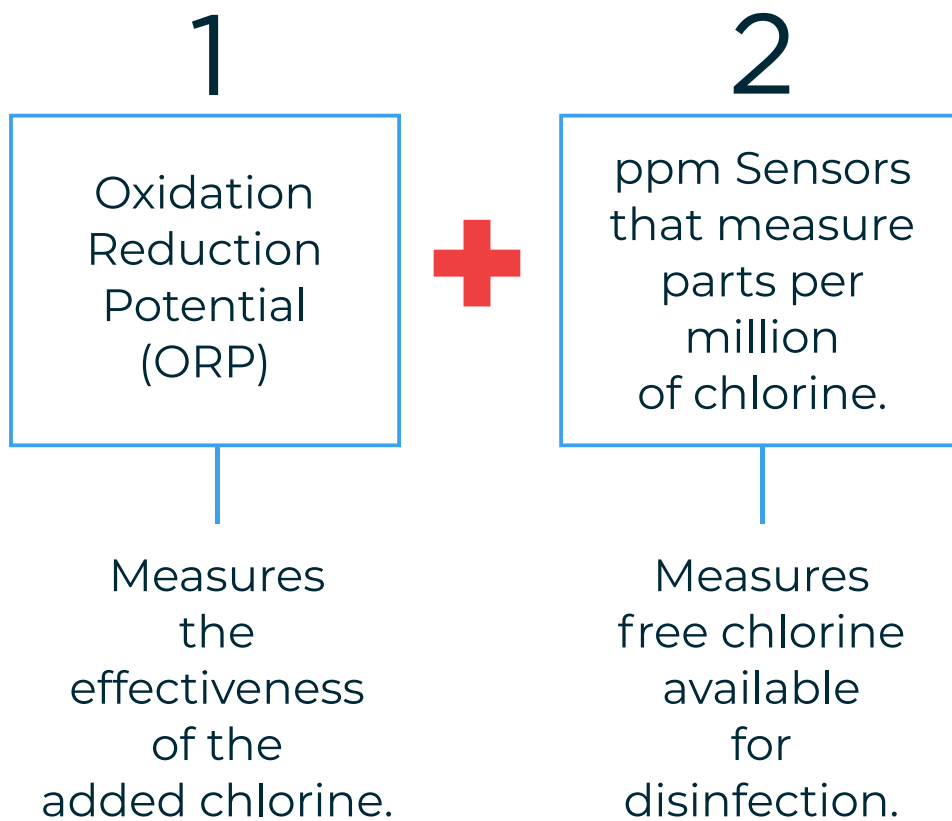 1
Oxidation
Reduction
Potential
(ORP)
Measures
the
effectiveness
of the
added chlorine.
2
ppm Sensors
that measure
parts per
million
of chlorine.
Measures
free chlorine
available
for
disinfection.